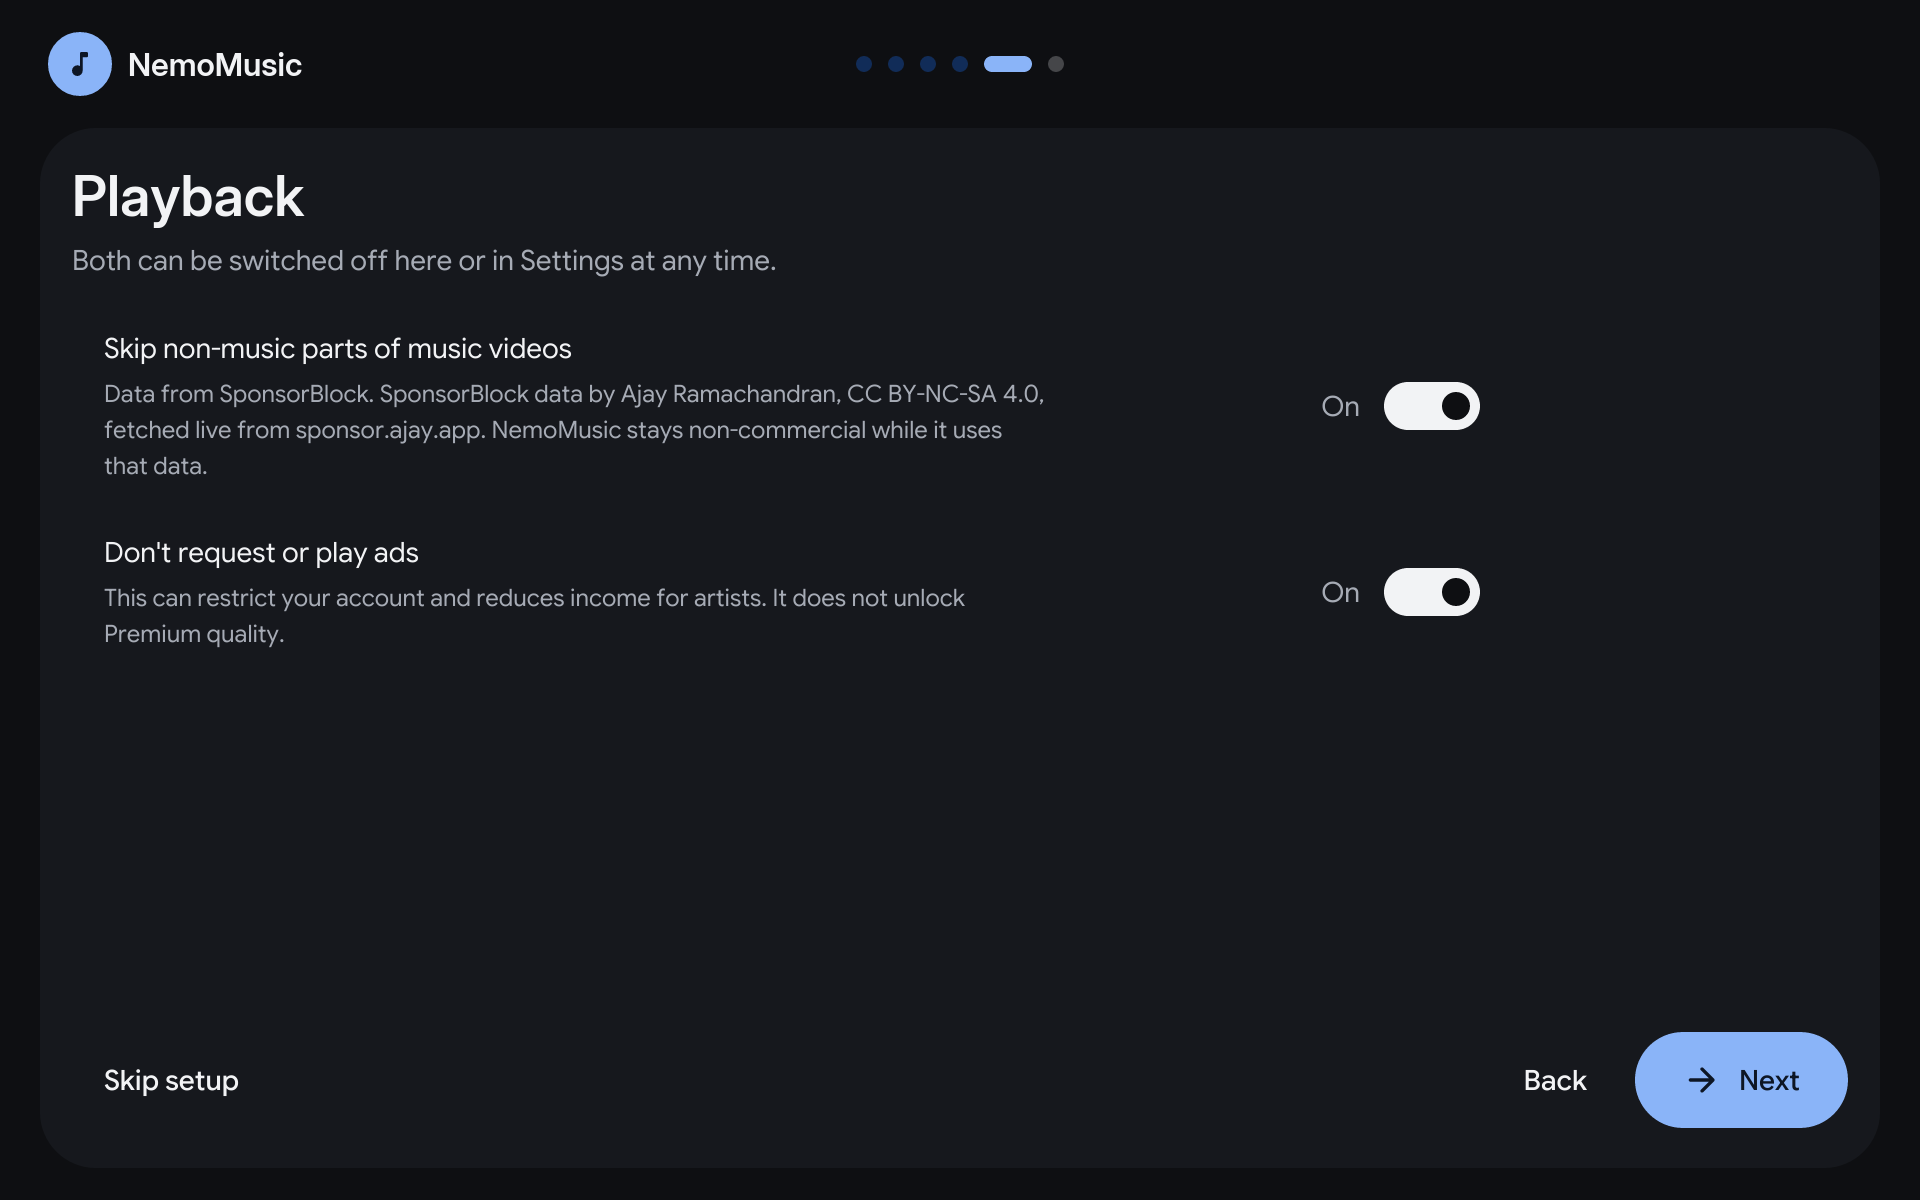 NemoMusic
Playback
Both can be switched off here or in Settings at any time.
Skip non-music parts of music videos
Data from SponsorBlock. SponsorBlock data by Ajay Ramachandran, CC BY-NC-SA 4.0,
fetched live from sponsor.ajay.app. NemoMusic stays non-commercial while it uses
that data.
On
Don't request or play ads
This can restrict your account and reduces income for artists. It does not unlock
Premium quality.
On
Skip setup
Back
Next